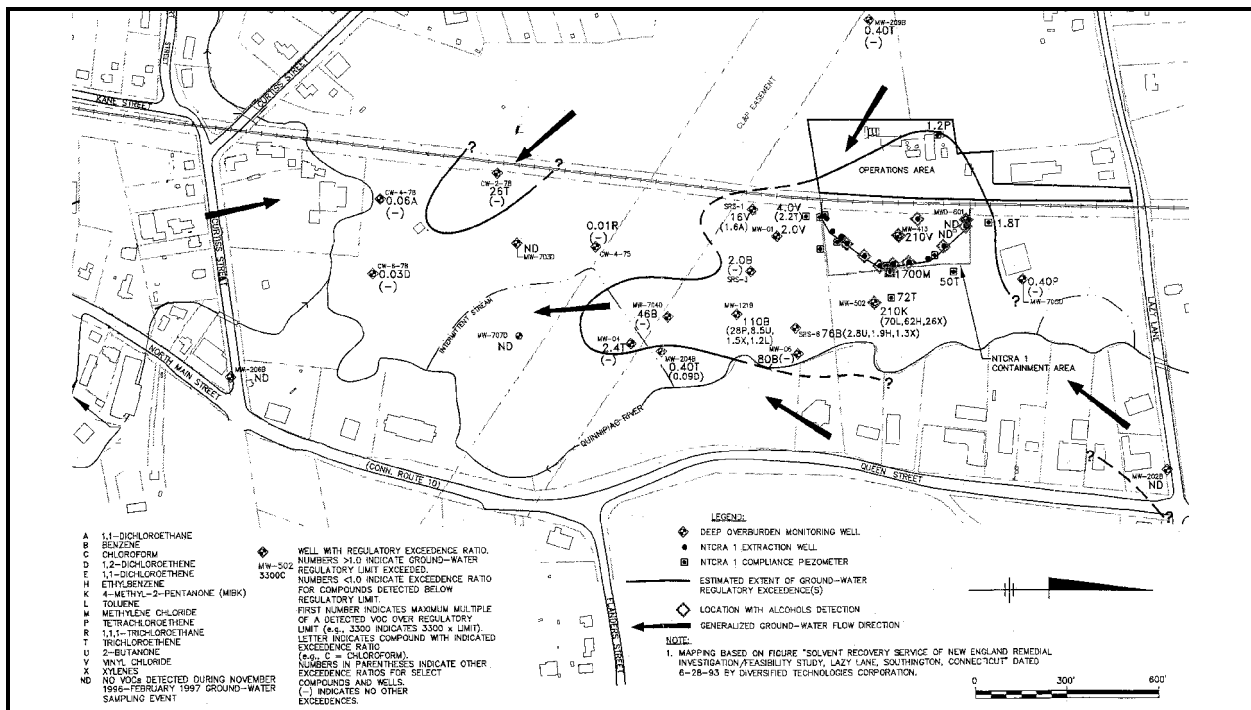 MW-209B
0.40T
(-)
STREET
KANE STREET
CURTISS STREET
CL&P EASEMENT
1.2P
OPERATIONS AREA
?
?
CW-2-78
26T
(-)
CW-4-78
0.06A
(-)
SRS-1
16V
(1.6A)
4.0V
(2.2T)
MW-01
2.0V
MWD-601
ND
ND
1.8T
MW-413
210V
0.01R
(-)
CW-4-75
ND
MW-703D
CW-6-78
0.03D
(-)
CURTISS STREET
2.0B
(-)
SRS-3
1700M
50T
0.40P
(-)
?
LAZY LANE
72T
MW-502
210K
(70L,62H,26X)
MW-704D
46B
(-)
MW-121B
110B
(28P,8.5U,
1.5X,1.2L)
SRS-6
76B(2.8U,1.9H,1.3X)
INTERMITTENT STREAM
MW-707D
ND
MW-04
2.4T
(-)
MW-204B
0.40T
(0.09D)
MW-06
80B(-)
?
NTCRA 1
CONTAINMENT AREA
NORTH MAIN STREET
MW-206B
ND
QUINNIPIAC RIVER
(CONN. ROUTE 10)
QUEEN STREET
?
MW-202B
ND
?
FLANDERS STREET
A 1,1-DICHLOROETHANE
B BENZENE
C CHLOROFORM
D 1,2-DICHLOROETHENE
E 1,1-DICHLOROETHENE
H ETHYLBENZENE
K 4-METHYL-2-PENTANONE (MIBK)
L TOLUENE
M METHYLENE CHLORIDE
P TETRACHLOROETHENE
R 1,1,1-TRICHLOROETHANE
T TRICHLOROETHENE
U 2-BUTANONE
V VINYL CHLORIDE
X XYLENES
ND NO VOCs DETECTED DURING NOVEMBER
1996-FEBRUARY 1997 GROUND-WATER
SAMPLING EVENT
MW-502
3300C
WELL WITH REGULATORY EXCEEDENCE RATIO.
NUMBERS >1.0 INDICATE GROUND-WATER
REGULATORY LIMIT EXCEEDED.
NUMBERS <1.0 INDICATE EXCEEDENCE RATIO
FOR COMPOUNDS DETECTED BELOW
REGULATORY LIMIT.
FIRST NUMBER INDICATES MAXIMUM MULTIPLE
OF A DETECTED VOC OVER REGULATORY
LIMIT (e.g., 3300 INDICATES 3300 x LIMIT).
LETTER INDICATES COMPOUND WITH INDICATED
EXCEEDENCE RATIO
(e.g., C = CHLOROFORM).
NUMBERS IN PARENTHESES INDICATE OTHER
EXCEEDENCE RATIOS FOR SELECT
COMPOUNDS AND WELLS.
(-) INDICATES NO OTHER
EXCEEDENCES.
LEGEND:
DEEP OVERBURDEN MONITORING WELL
NTCRA 1 EXTRACTION WELL
NTCRA 1 COMPLIANCE PIEZOMETER
ESTIMATED EXTENT OF GROUND-WATER
REGULATORY EXCEEDENCE(S)
LOCATION WITH ALCOHOLS DETECTION
GENERALIZED GROUND-WATER FLOW DIRECTION
NOTE:
1. MAPPING BASED ON FIGURE "SOLVENT RECOVERY SERVICE OF NEW ENGLAND REMEDIAL
INVESTIGATION/FEASIBILITY STUDY, LAZY LANE, SOUTHINGTON, CONNECTICUT" DATED
6-28-93 BY DIVERSIFIED TECHNOLOGIES CORPORATION.
0 300' 600'